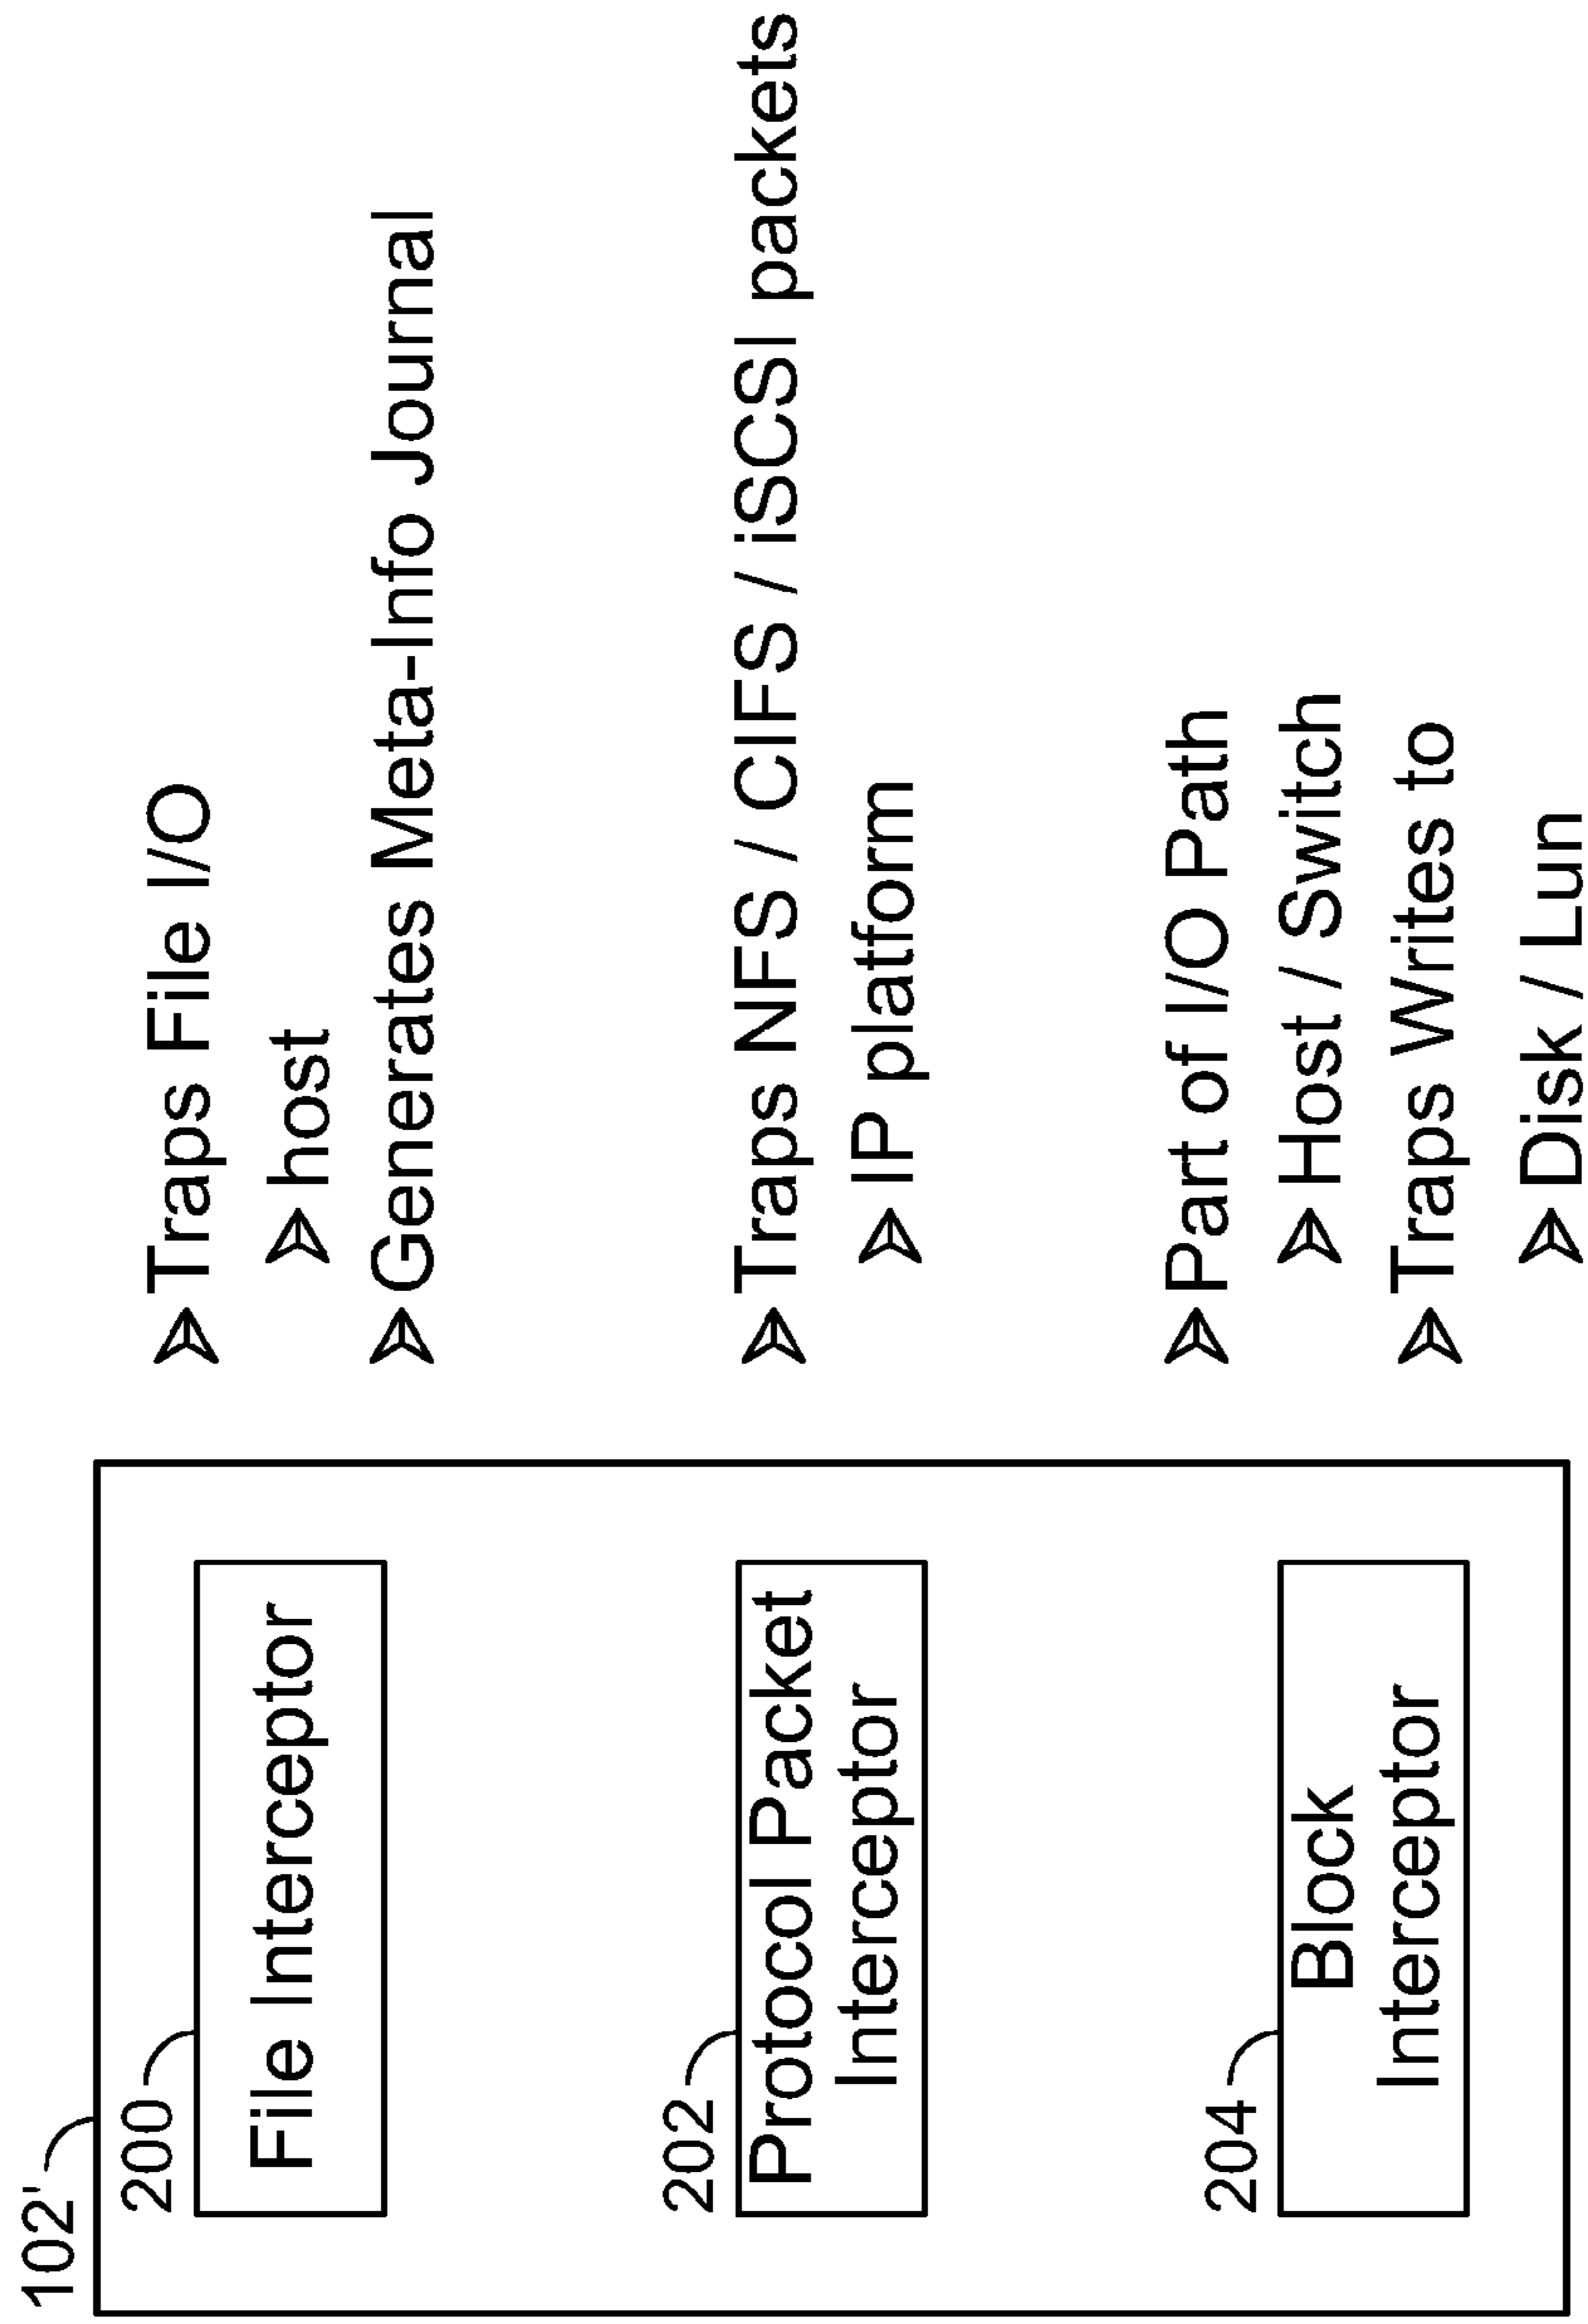 102'
200
File Interceptor
➢Traps File I/O
➢host
➢Generates Meta-Info Journal
202
Protocol Packet
Interceptor
➢Traps NFS / CIFS / iSCSI packets
➢IP platform
204
Block
Interceptor
➢Part of I/O Path
➢Host / Switch
➢Traps Writes to
➢Disk / Lun